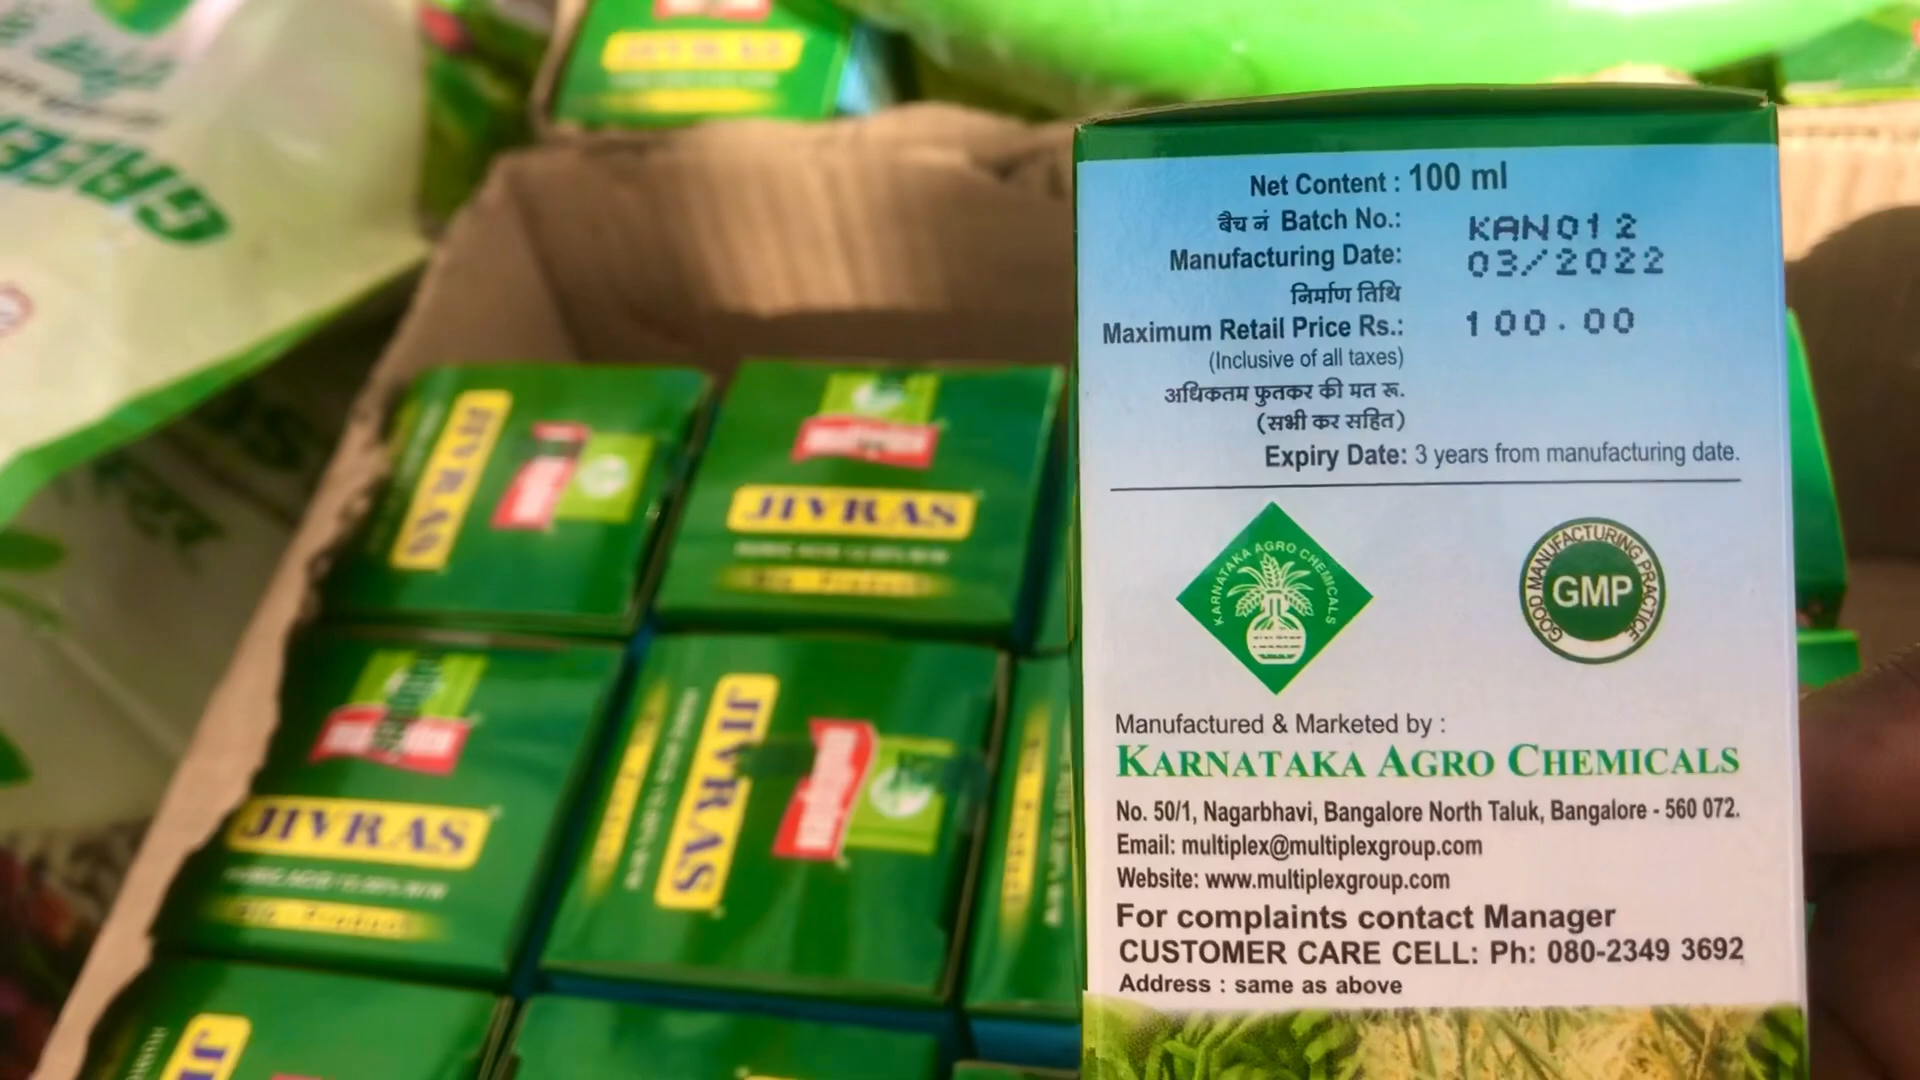 Net Content : 100 ml
बैच नं Batch No.: KAN012
Manufacturing Date: 03/2022
निर्माण तिथि
Maximum Retail Price Rs.: 100.00
(Inclusive of all taxes)
अधिकतम फुतकर की मत रू.
(सभी कर सहित)
Expiry Date: 3 years from manufacturing date.
KARNATAKA AGRO CHEMICALS
GOOD MANUFACTURING PRACTICE
GMP
Manufactured & Marketed by :
KARNATAKA AGRO CHEMICALS
No. 50/1, Nagarbhavi, Bangalore North Taluk, Bangalore - 560 072.
Email: multiplex@multiplexgroup.com
Website: www.multiplexgroup.com
For complaints contact Manager
CUSTOMER CARE CELL: Ph: 080-2349 3692
Address : same as above
JIVRAS
JIVRAS
JIVRAS
JIVRAS